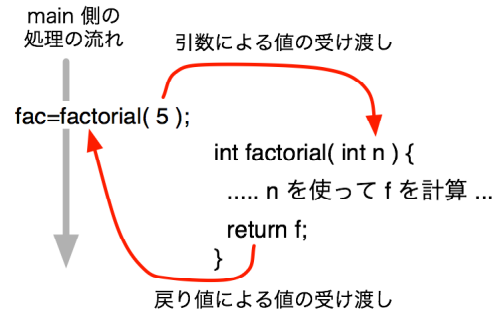 main 側の
処理の流れ
引数による値の受け渡し
fac=factorial( 5 );
int factorial( int n ) {
..... n を使って f を計算 ...
return f;
}
戻り値による値の受け渡し